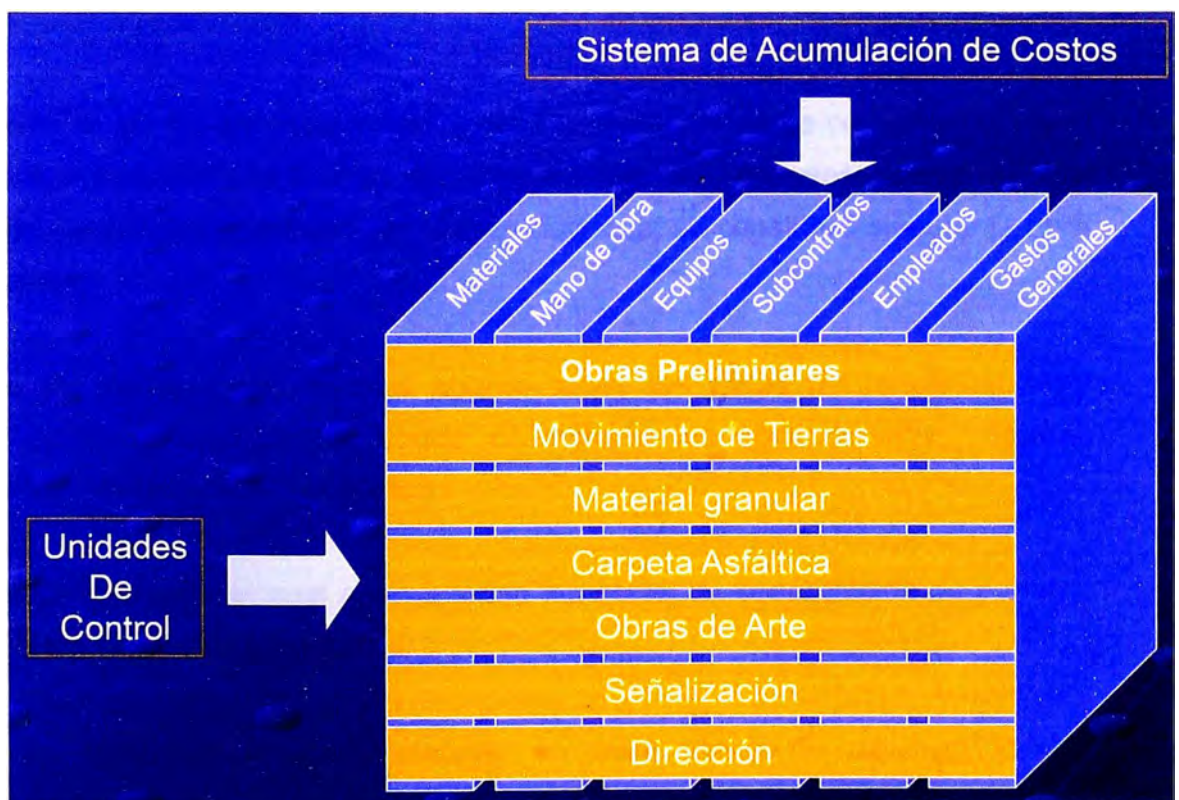 Sistema de Acumulación de Costos
Materiales
Mano de obra
Equipos
Subcontratos
Empleados
Gastos
Generales
Obras Preliminares
Movimiento de Tierras
Material granular
Carpeta Asfáltica
Obras de Arte
Señalización
Dirección
Unidades
De
Control